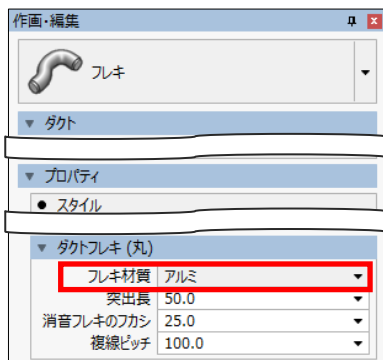 作画・編集
フレキ
ダクト
プロパティ
● スタイル
ダクトフレキ (丸)
フレキ材質 アルミ
突出長 50.0
消音フレキのフカシ 25.0
複線ピッチ 100.0